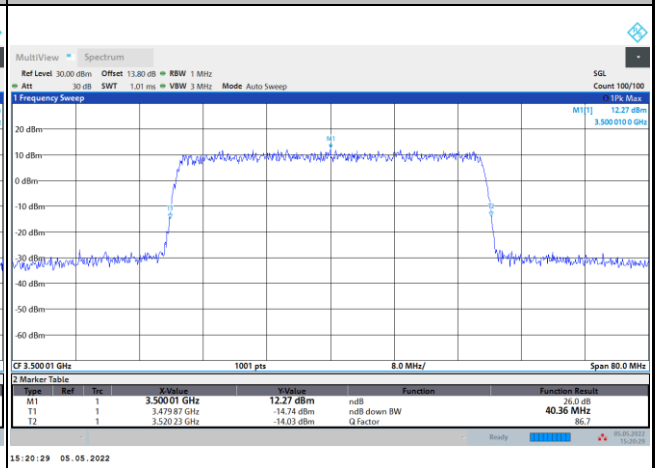 MultiView Spectrum
Ref Level 30.00 dBm Offset 13.80 dB RBW 1 MHz SGL
Att 30 dB SWT 1.01 ms VBW 3 MHz Mode Auto Sweep Count 100/100
1 Frequency Sweep 1Pk Max
M1[1] 12.27 dBm
3.500 010 0 GHz
M1
20 dBm
10 dBm
0 dBm
-10 dBm
-20 dBm
-30 dBm
-40 dBm
-50 dBm
-60 dBm
CF 3.500 01 GHz 1001 pts 8.0 MHz/ Span 80.0 MHz
2 Marker Table
Type Ref Trc X-Value Y-Value Function Function Result
M1 1 3.500 01 GHz 12.27 dBm ndB 26.0 dB
T1 1 3.479 87 GHz -14.74 dBm ndB down BW 40.36 MHz
T2 1 3.520 23 GHz -14.03 dBm Q Factor 86.7
Ready 05.05.2022
15:20:29
15:20:29 05.05.2022